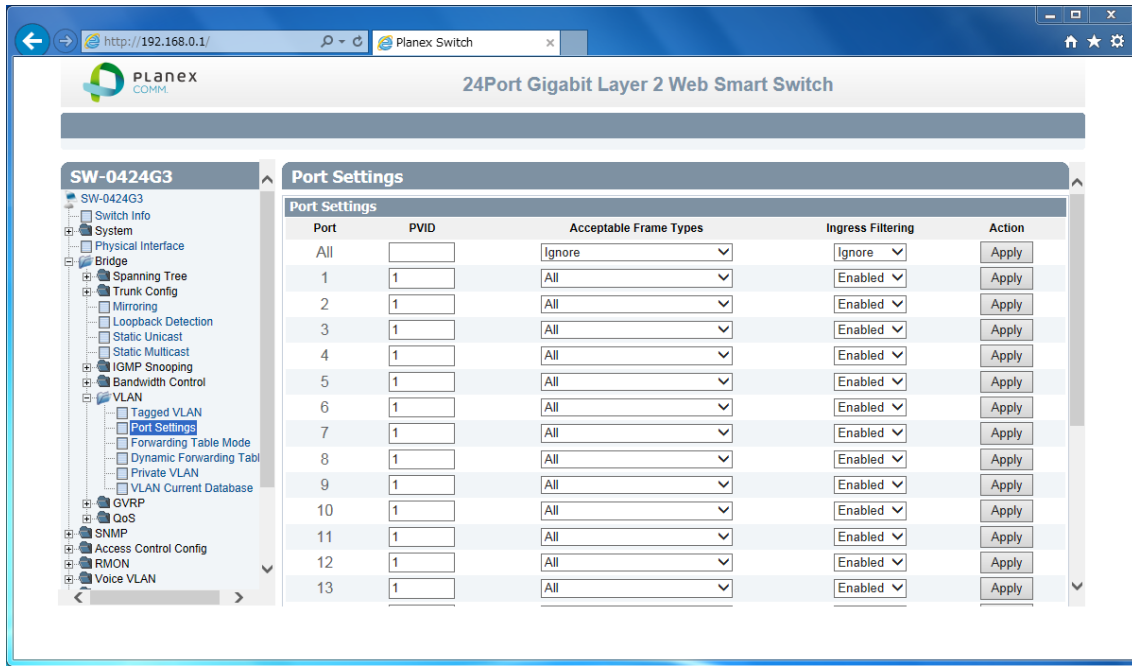 http://192.168.0.1/
Planex Switch
PLANEX
COMM.
24Port Gigabit Layer 2 Web Smart Switch
SW-0424G3
SW-0424G3
Switch Info
System
Physical Interface
Bridge
Spanning Tree
Trunk Config
Mirroring
Loopback Detection
Static Unicast
Static Multicast
IGMP Snooping
Bandwidth Control
VLAN
Tagged VLAN
Port Settings
Forwarding Table Mode
Dynamic Forwarding Tabl
Private VLAN
VLAN Current Database
GVRP
QoS
SNMP
Access Control Config
RMON
Voice VLAN
Port Settings
Port Settings
Port PVID Acceptable Frame Types Ingress Filtering Action
All Ignore Ignore Apply
1 1 All Enabled Apply
2 1 All Enabled Apply
3 1 All Enabled Apply
4 1 All Enabled Apply
5 1 All Enabled Apply
6 1 All Enabled Apply
7 1 All Enabled Apply
8 1 All Enabled Apply
9 1 All Enabled Apply
10 1 All Enabled Apply
11 1 All Enabled Apply
12 1 All Enabled Apply
13 1 All Enabled Apply